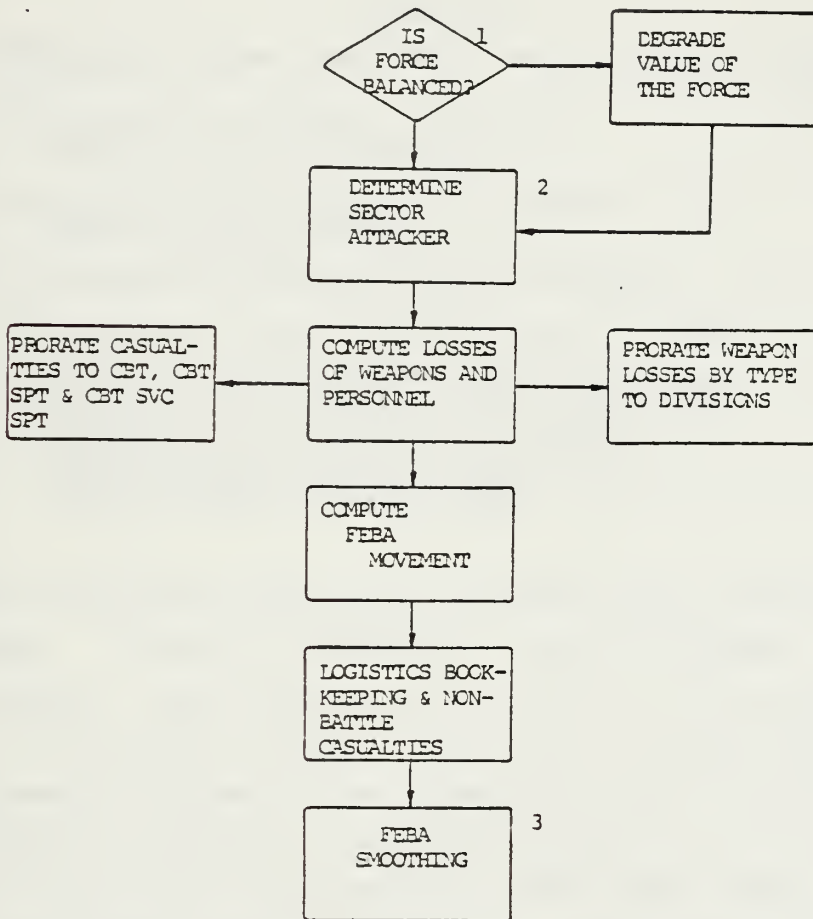 IS 1
FORCE
BALANCED?
DEGRADE
VALUE OF
THE FORCE
DETERMINE 2
SECTOR
ATTACKER
PRORATE CASUAL-
TIES TO CBT, CBT
SPT & CBT SVC
SPT
COMPUTE LOSSES
OF WEAPONS AND
PERSONNEL
PRORATE WEAPON
LOSSES BY TYPE
TO DIVISIONS
COMPUTE
FEBA
MOVEMENT
LOGISTICS BOOK-
KEEPING & NON-
BATTLE
CASUALTIES
FEBA 3
SMOOTHING